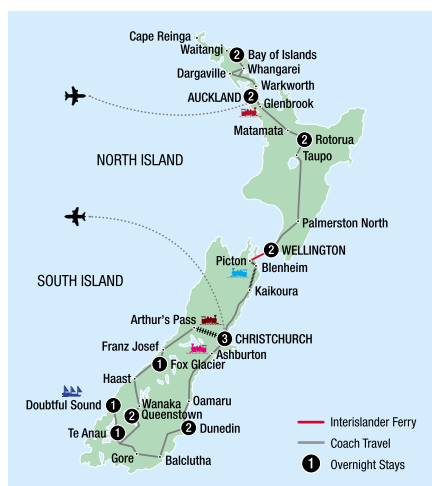 Cape Reinga
Waitangi
2 Bay of Islands
Whangarei
Dargaville
Warkworth
AUCKLAND 2
Glenbrook
Matamata
2 Rotorua
Taupo
NORTH ISLAND
Palmerston North
2 WELLINGTON
Picton
Blenheim
SOUTH ISLAND
Kaikoura
Arthur's Pass
3 CHRISTCHURCH
Franz Josef
Ashburton
1 Fox Glacier
Haast
Doubtful Sound 1
Wanaka
Oamaru
2 Queenstown
Te Anau 1
2 Dunedin
Gore
Balclutha
Interislander Ferry
Coach Travel
1 Overnight Stays